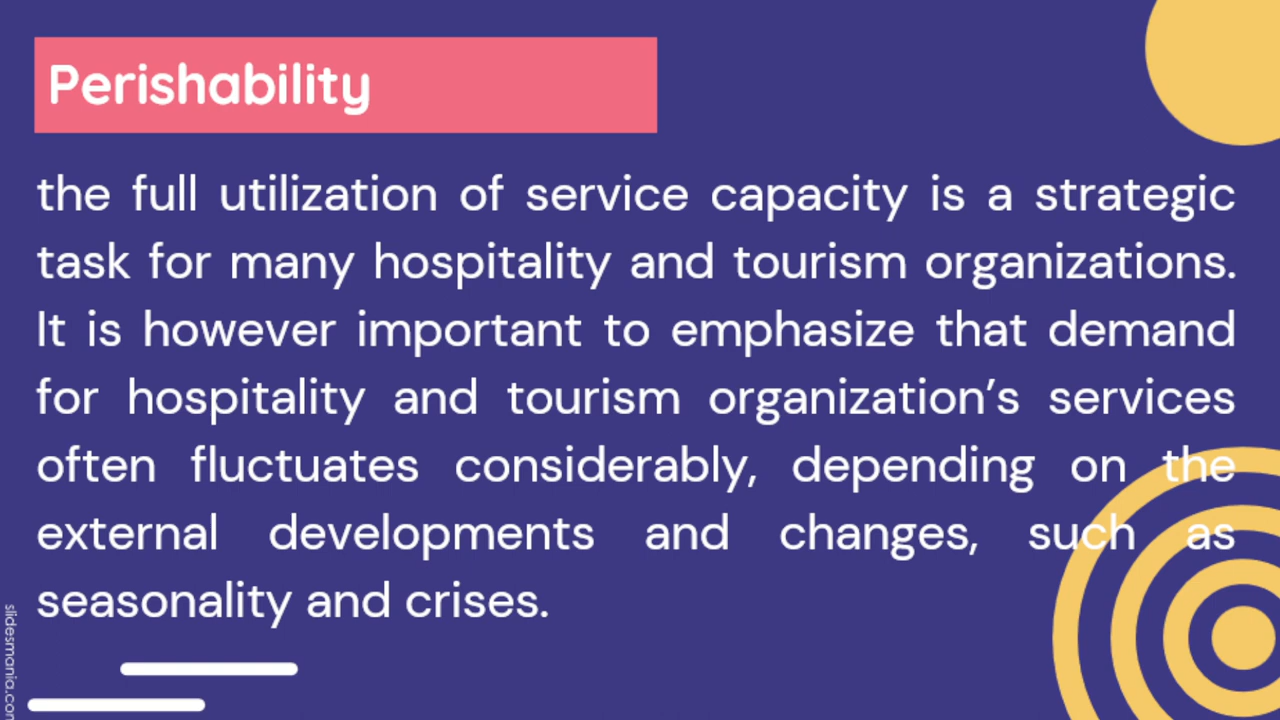 Perishability
the full utilization of service capacity is a strategic
task for many hospitality and tourism organizations.
It is however important to emphasize that demand
for hospitality and tourism organization’s services
often fluctuates considerably, depending on the
external developments and changes, such as
seasonality and crises.
slidesmania.com